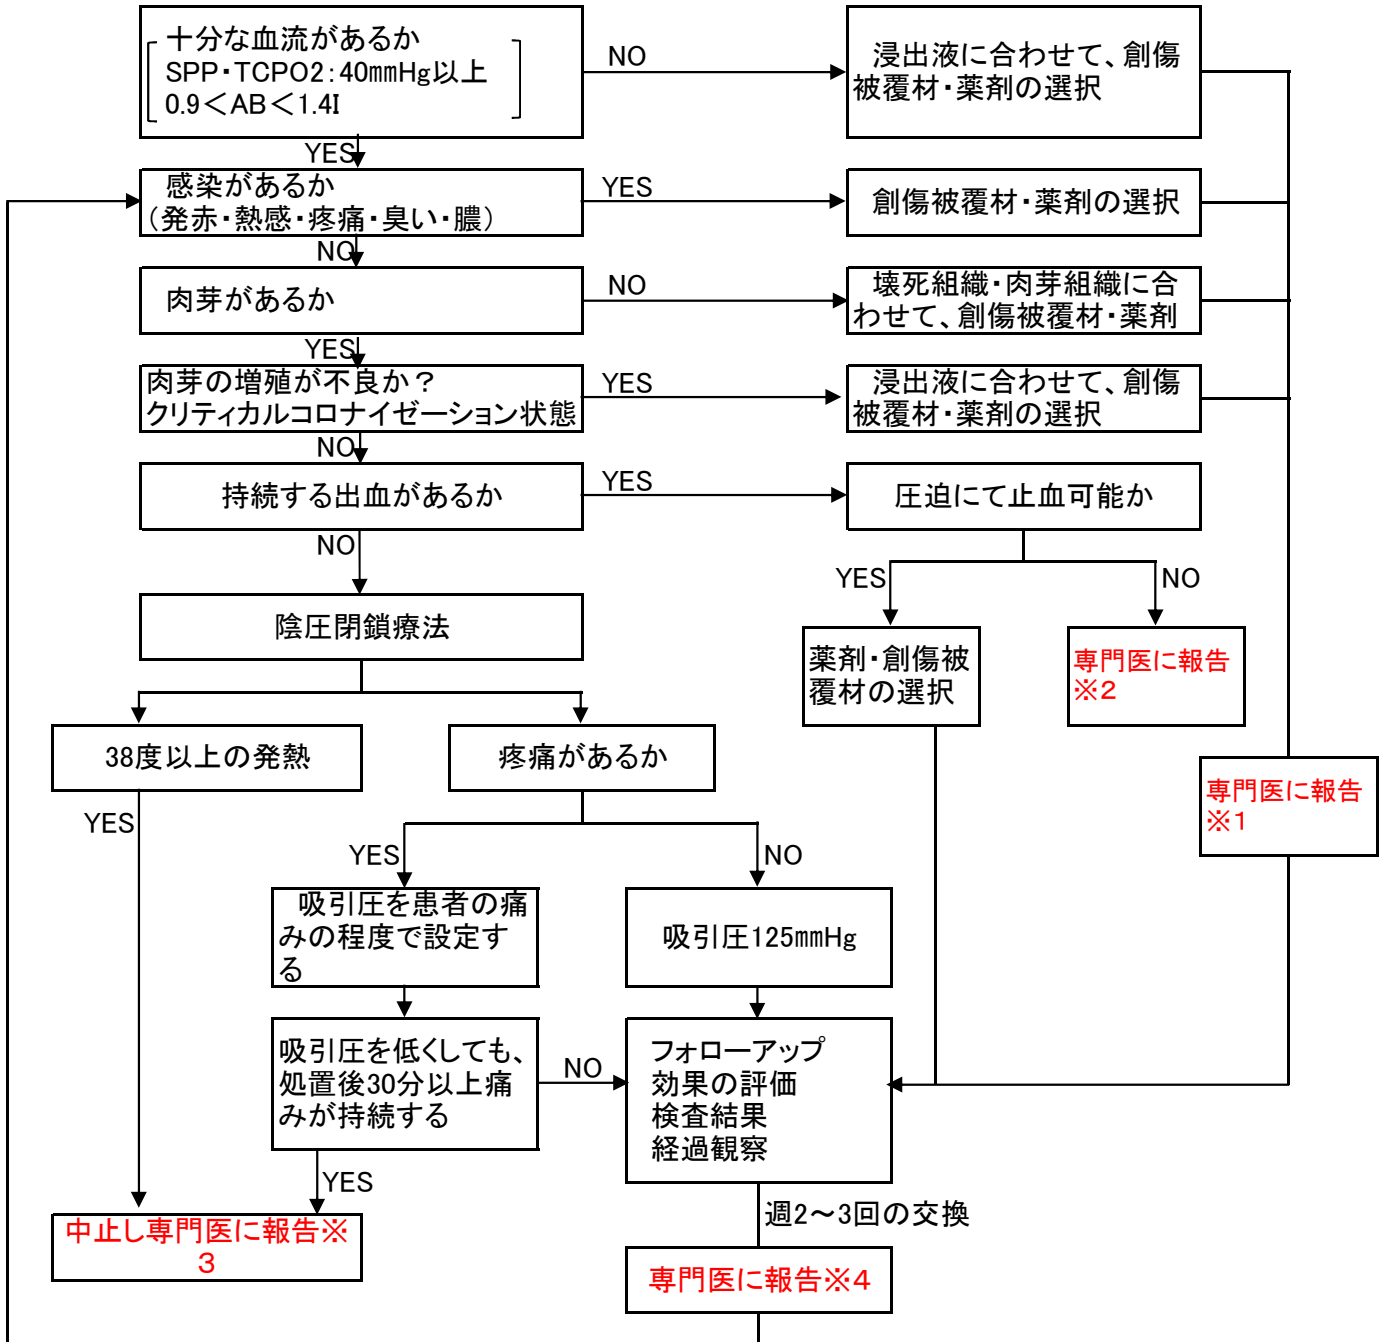 十分な血流があるか
SPP・TCPO2:40mmHg以上
0.9<AB<1.4I
NO
浸出液に合わせて、創傷
被覆材・薬剤の選択
YES
感染があるか
(発赤・熱感・疼痛・臭い・膿)
YES
創傷被覆材・薬剤の選択
NO
肉芽があるか
NO
壊死組織・肉芽組織に合
わせて、創傷被覆材・薬剤
YES
肉芽の増殖が不良か?
クリティカルコロナイゼーション状態
YES
浸出液に合わせて、創傷
被覆材・薬剤の選択
NO
持続する出血があるか
YES
圧迫にて止血可能か
NO
YES
NO
陰圧閉鎖療法
薬剤・創傷被
覆材の選択
専門医に報告
※2
38度以上の発熱
疼痛があるか
専門医に報告
※1
YES
YES
NO
吸引圧を患者の痛
みの程度で設定す
る
吸引圧125mmHg
吸引圧を低くしても、
処置後30分以上痛
みが持続する
NO
フォローアップ
効果の評価
検査結果
経過観察
YES
週2~3回の交換
中止し専門医に報告※
3
専門医に報告※4